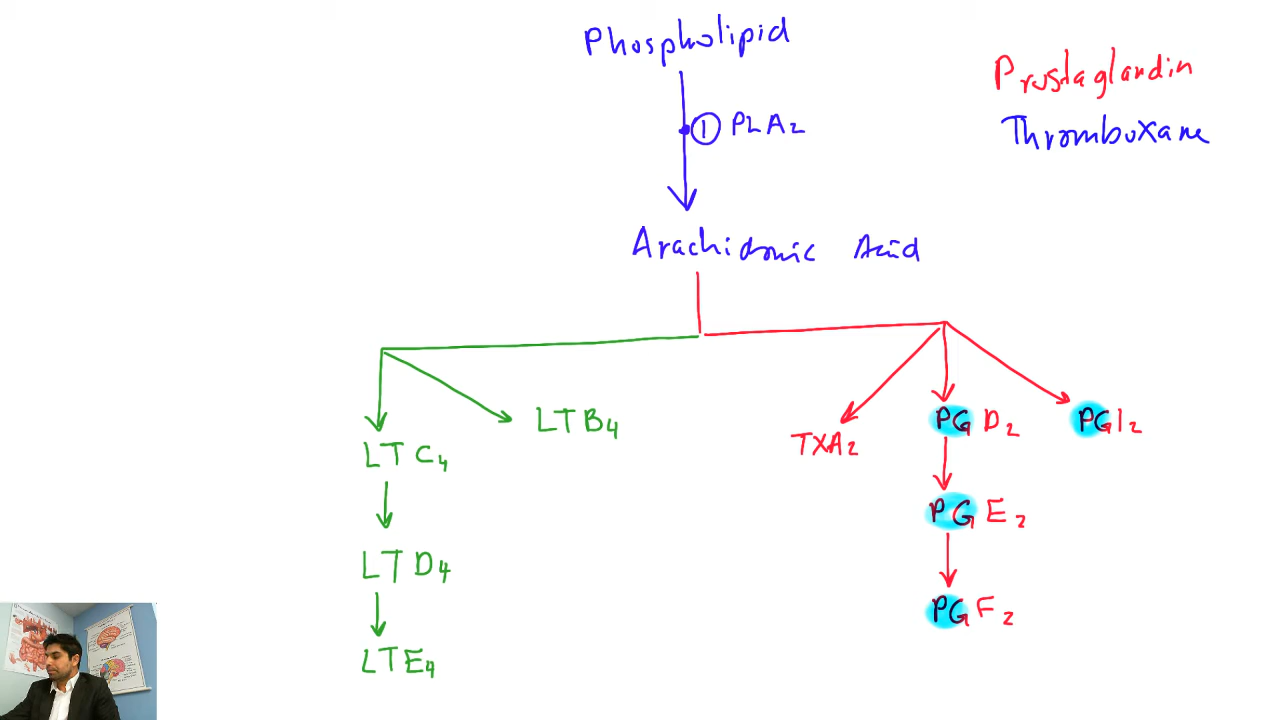 Phospholipid
Prostaglandin
① PLA2
Thromboxane
Arachidonic Acid
LTB4
PGD2
PGI2
TXA2
LTC4
PGE2
LTD4
PGF2
LTE4